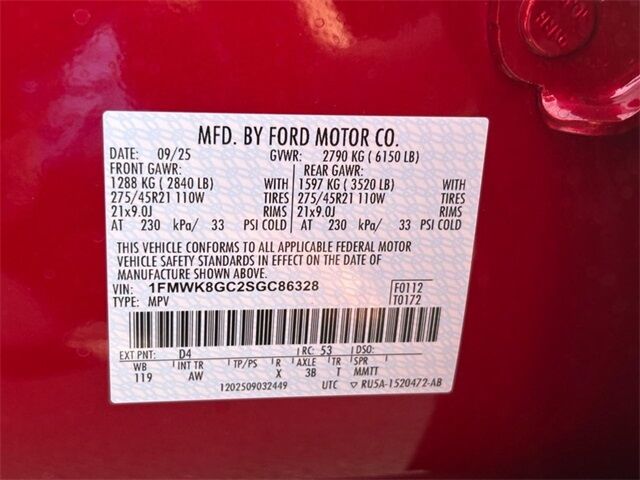 MFD. BY FORD MOTOR CO.
DATE: 09/25 GVWR: 2790 KG ( 6150 LB)
FRONT GAWR: REAR GAWR:
1288 KG ( 2840 LB) WITH 1597 KG ( 3520 LB) WITH
275/45R21 110W TIRES 275/45R21 110W TIRES
21x9.0J RIMS 21x9.0J RIMS
AT 230 kPa/ 33 PSI COLD AT 230 kPa/ 33 PSI COLD
THIS VEHICLE CONFORMS TO ALL APPLICABLE FEDERAL MOTOR
VEHICLE SAFETY STANDARDS IN EFFECT ON THE DATE OF
MANUFACTURE SHOWN ABOVE.
VIN: 1FMWK8GC2SGC86328 F0112
TYPE: MPV T0172
EXT PNT: D4 RC: 53 DSO:
WB INT TR TP/PS R AXLE TR SPR
119 AW X 3B T MMTT
1202509032449 UTC ▽ RU5A-1520472-AB